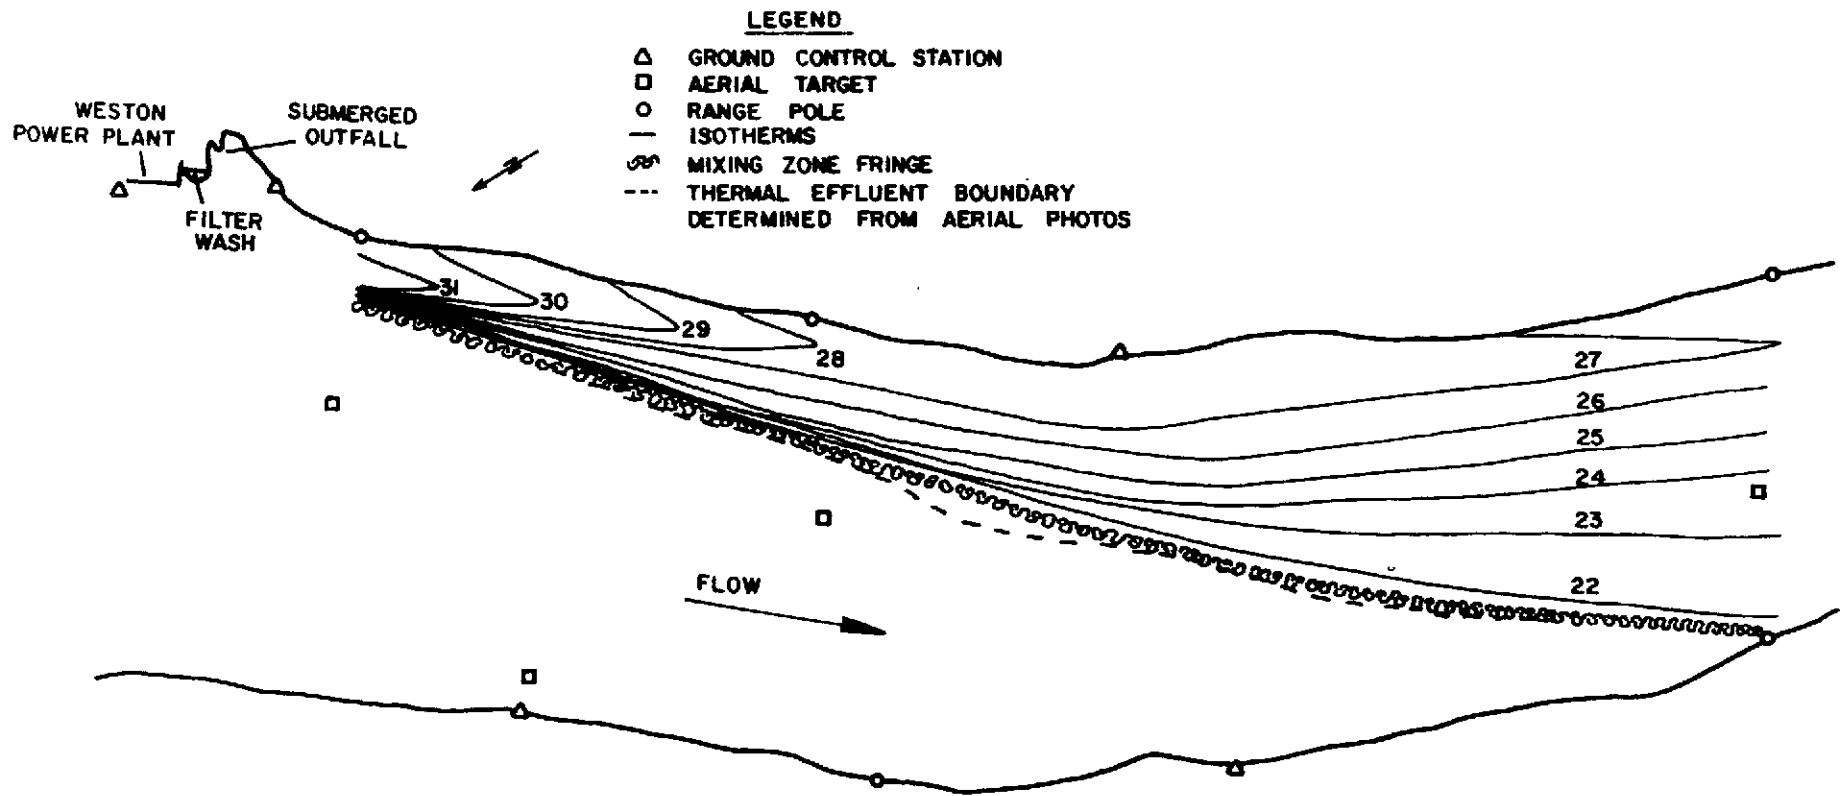 LEGEND
GROUND CONTROL STATION
AERIAL TARGET
RANGE POLE
ISOTHERMS
MIXING ZONE FRINGE
THERMAL EFFLUENT BOUNDARY
DETERMINED FROM AERIAL PHOTOS
WESTON
POWER PLANT
SUBMERGED
OUTFALL
FILTER
WASH
31
30
29
28
27
26
25
24
23
22
FLOW